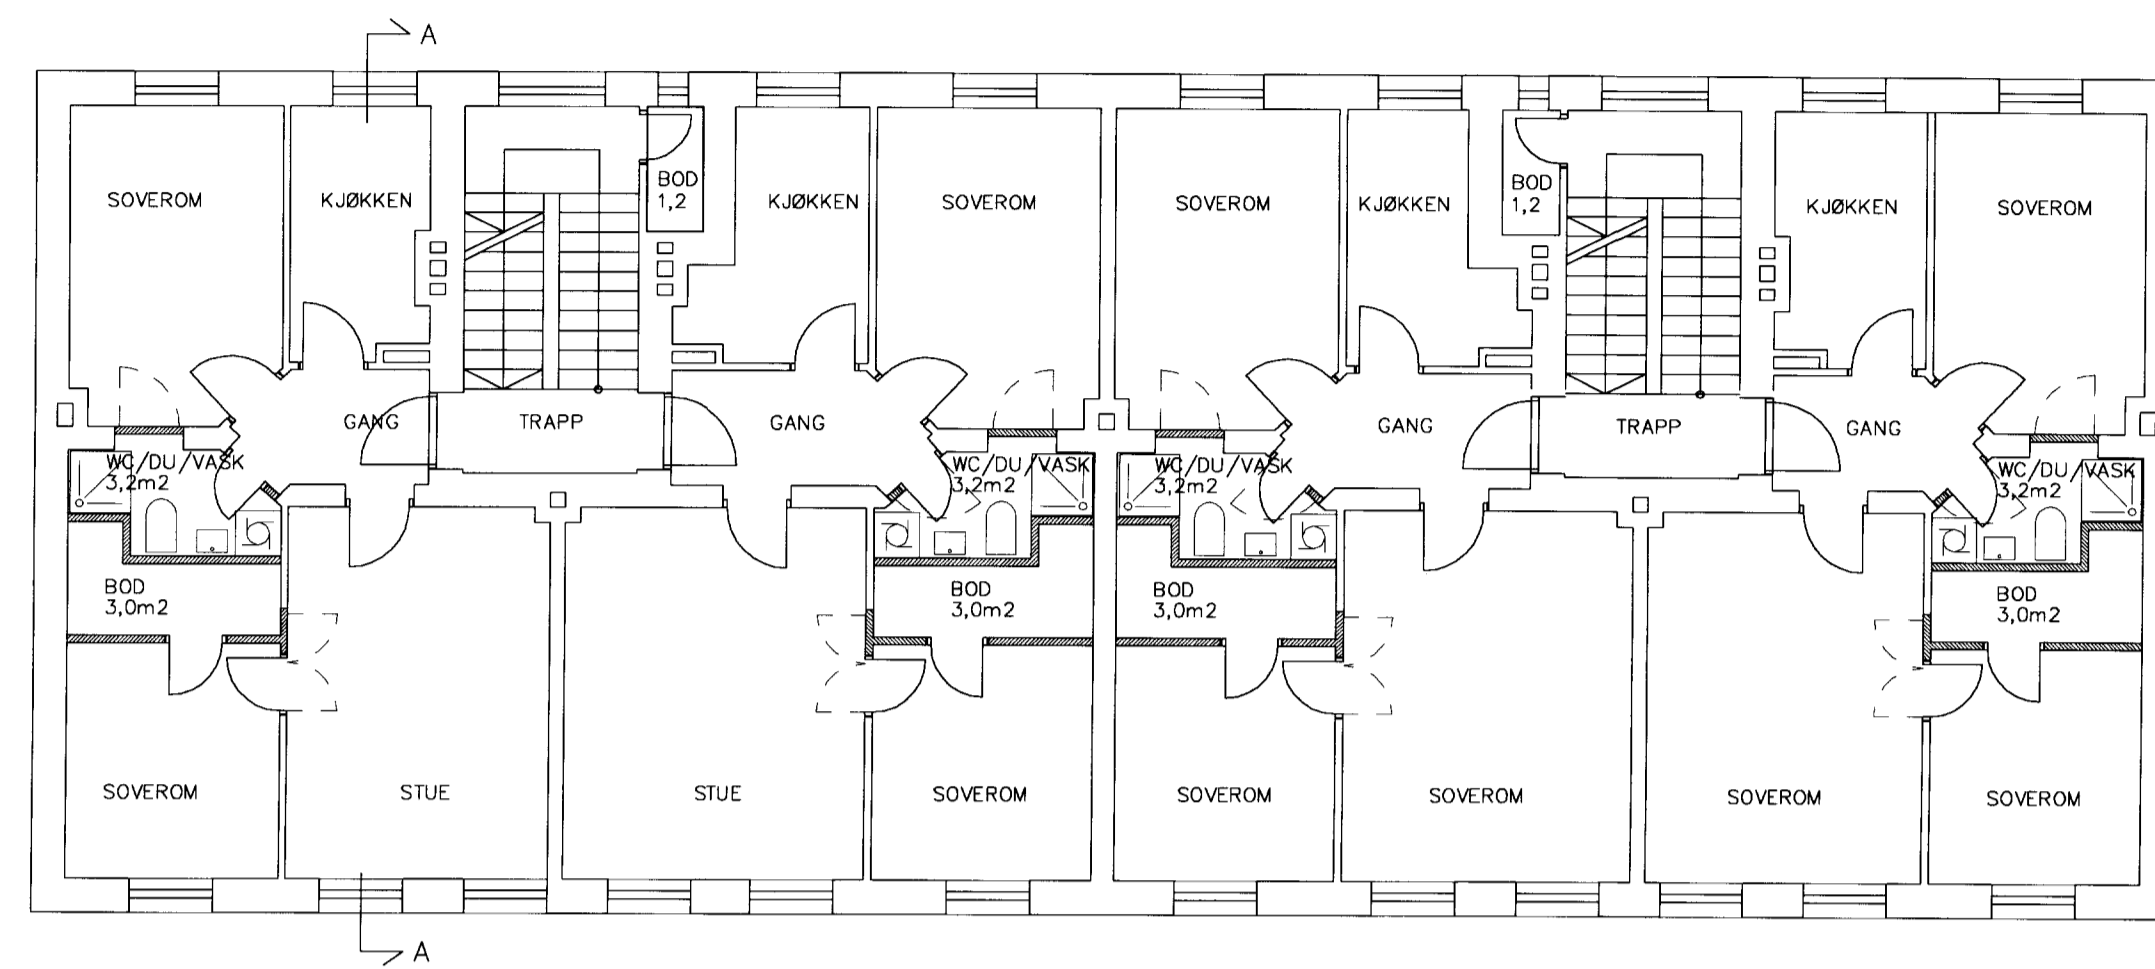 A
SOVEROM
KJØKKEN
BOD
1,2
KJØKKEN
SOVEROM
SOVEROM
KJØKKEN
BOD
1,2
KJØKKEN
SOVEROM
GANG
TRAPP
GANG
GANG
TRAPP
GANG
WC/DU/VASK
3,2m2
WC/DU/VASK
3,2m2
WC/DU/VASK
3,2m2
WC/DU/VASK
3,2m2
BOD
3,0m2
BOD
3,0m2
BOD
3,0m2
BOD
3,0m2
SOVEROM
STUE
STUE
SOVEROM
SOVEROM
SOVEROM
SOVEROM
SOVEROM
A